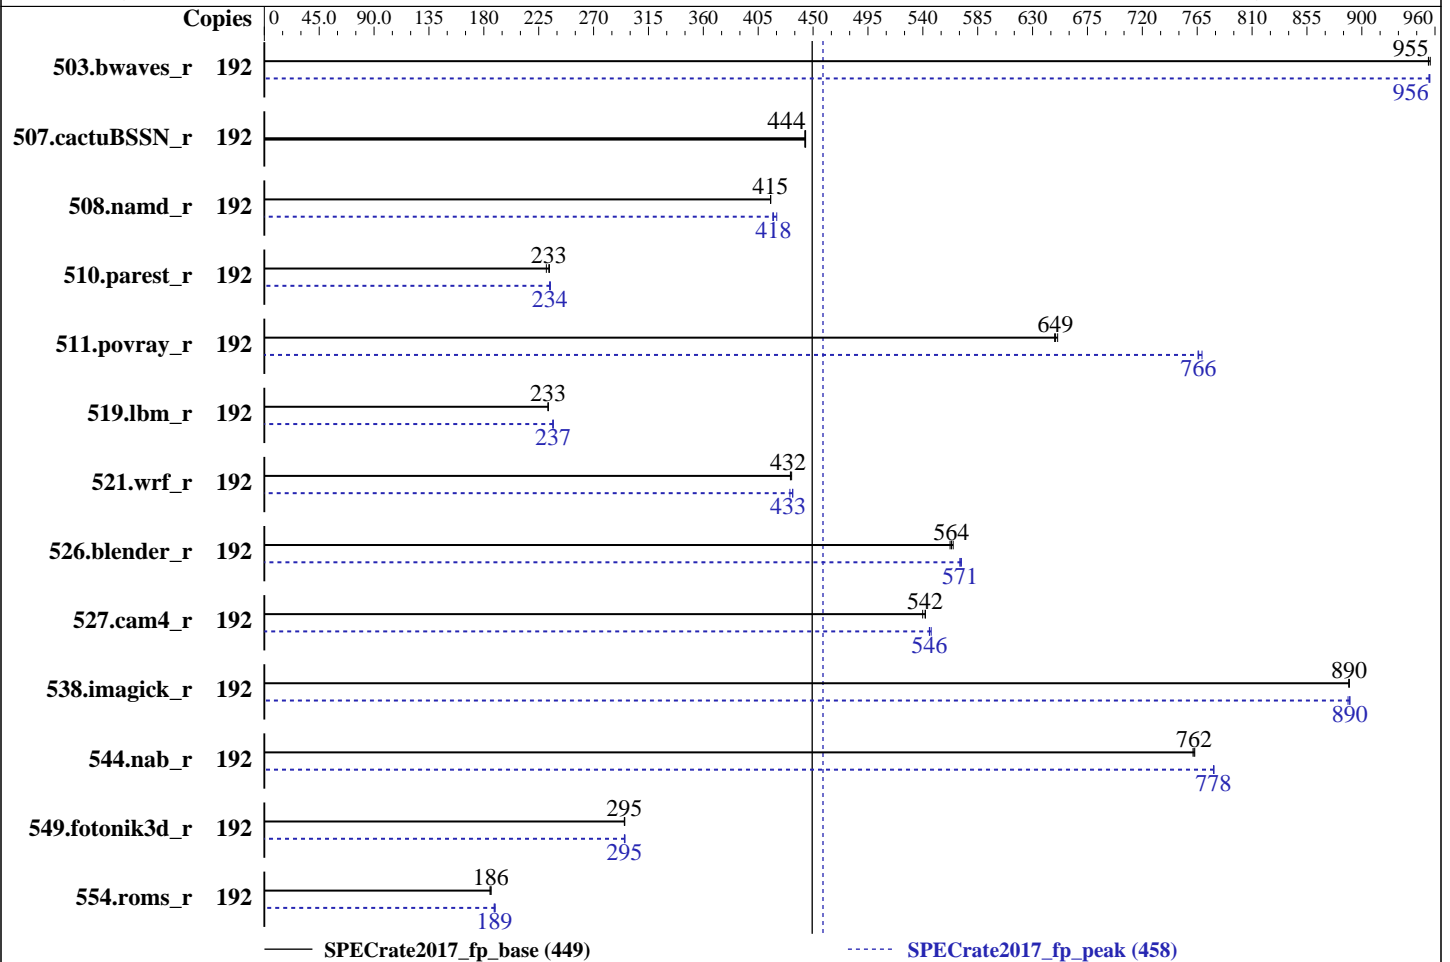 Copies 0 45.0 90.0 135 180 225 270 315 360 405 450 495 540 585 630 675 720 765 810 855 900 960
955
503.bwaves_r 192
956
444
507.cactuBSSN_r 192
415
508.namd_r 192
418
233
510.parest_r 192
234
649
511.povray_r 192
766
233
519.lbm_r 192
237
432
521.wrf_r 192
433
564
526.blender_r 192
571
542
527.cam4_r 192
546
890
538.imagick_r 192
890
762
544.nab_r 192
778
295
549.fotonik3d_r 192
295
186
554.roms_r 192
189
SPECrate2017_fp_base (449) SPECrate2017_fp_peak (458)